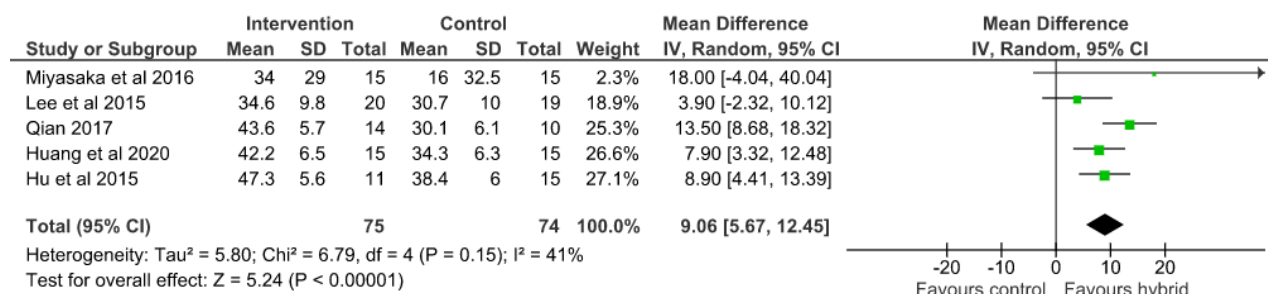 Intervention Control Mean Difference Mean Difference
Study or Subgroup Mean SD Total Mean SD Total Weight IV, Random, 95% CI IV, Random, 95% CI
Miyasaka et al 2016 34 29 15 16 32.5 15 2.3% 18.00 [-4.04, 40.04]
Lee et al 2015 34.6 9.8 20 30.7 10 19 18.9% 3.90 [-2.32, 10.12]
Qian 2017 43.6 5.7 14 30.1 6.1 10 25.3% 13.50 [8.68, 18.32]
Huang et al 2020 42.2 6.5 15 34.3 6.3 15 26.6% 7.90 [3.32, 12.48]
Hu et al 2015 47.3 5.6 11 38.4 6 15 27.1% 8.90 [4.41, 13.39]
Total (95% CI) 75 74 100.0% 9.06 [5.67, 12.45]
Heterogeneity: Tau² = 5.80; Chi² = 6.79, df = 4 (P = 0.15); I² = 41%
Test for overall effect: Z = 5.24 (P < 0.00001)
-20 -10 0 10 20
Favours control Favours hybrid